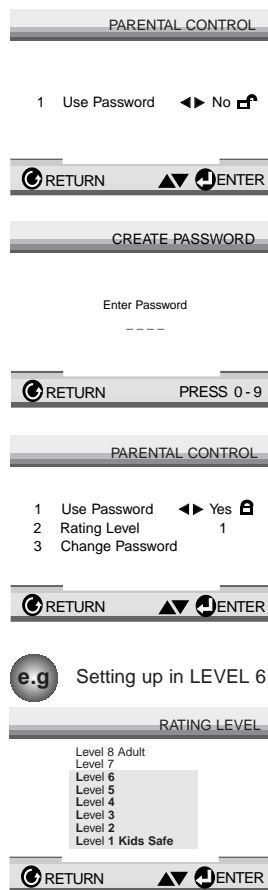 PARENTAL CONTROL
1 Use Password ◀▶ No
RETURN ▲▼ ENTER
CREATE PASSWORD
Enter Password
_ _ _ _
RETURN PRESS 0 - 9
PARENTAL CONTROL
1 Use Password ◀▶ Yes
2 Rating Level 1
3 Change Password
RETURN ▲▼ ENTER
e.g Setting up in LEVEL 6
RATING LEVEL
Level 8 Adult
Level 7
Level 6
Level 5
Level 4
Level 3
Level 2
Level 1 Kids Safe
RETURN ▲▼ ENTER